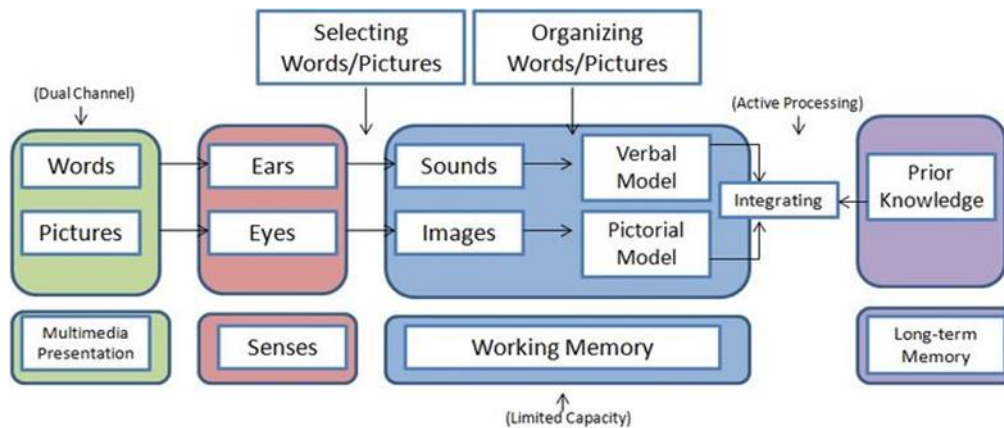 Selecting
Words/Pictures
Organizing
Words/Pictures
(Dual Channel)
(Active Processing)
Words
Ears
Sounds
Verbal
Model
Integrating
Prior
Knowledge
Pictures
Eyes
Images
Pictorial
Model
Multimedia
Presentation
Senses
Working Memory
Long-term
Memory
(Limited Capacity)